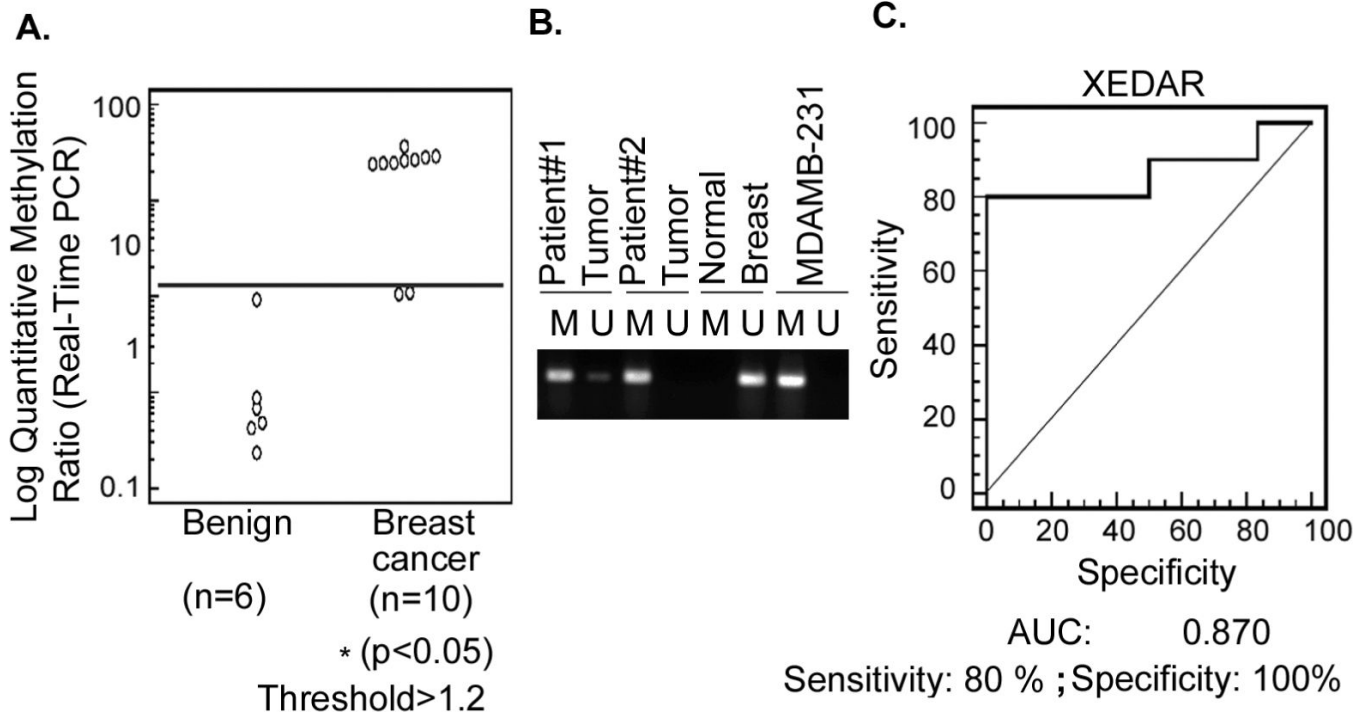 A.
Log Quantitative Methylation
Ratio (Real-Time PCR)
100
10
1
0.1
Benign
Breast
cancer
(n=6)
(n=10)
* (p<0.05)
Threshold>1.2
B.
Patient#1
Tumor
Patient#2
Tumor
Normal
Breast
MDAMB-231
M U M U M U M U
C.
XEDAR
Sensitivity
100
80
60
40
20
0
0 20 40 60 80 100
Specificity
AUC: 0.870
Sensitivity: 80 % ; Specificity: 100%